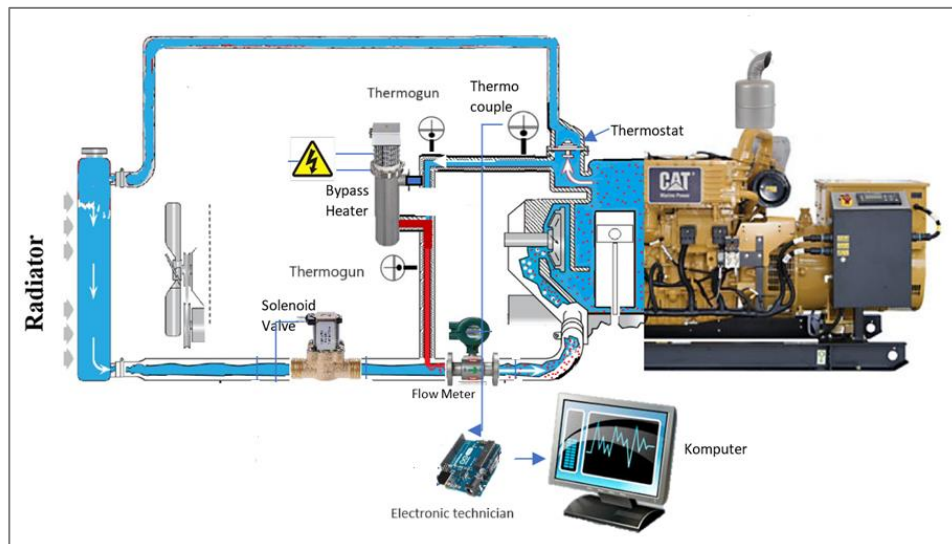 Radiator
Thermogun
Thermo
couple
Thermostat
Bypass
Heater
Thermogun
Solenoid
Valve
CAT
Flow Meter
Komputer
Electronic technician